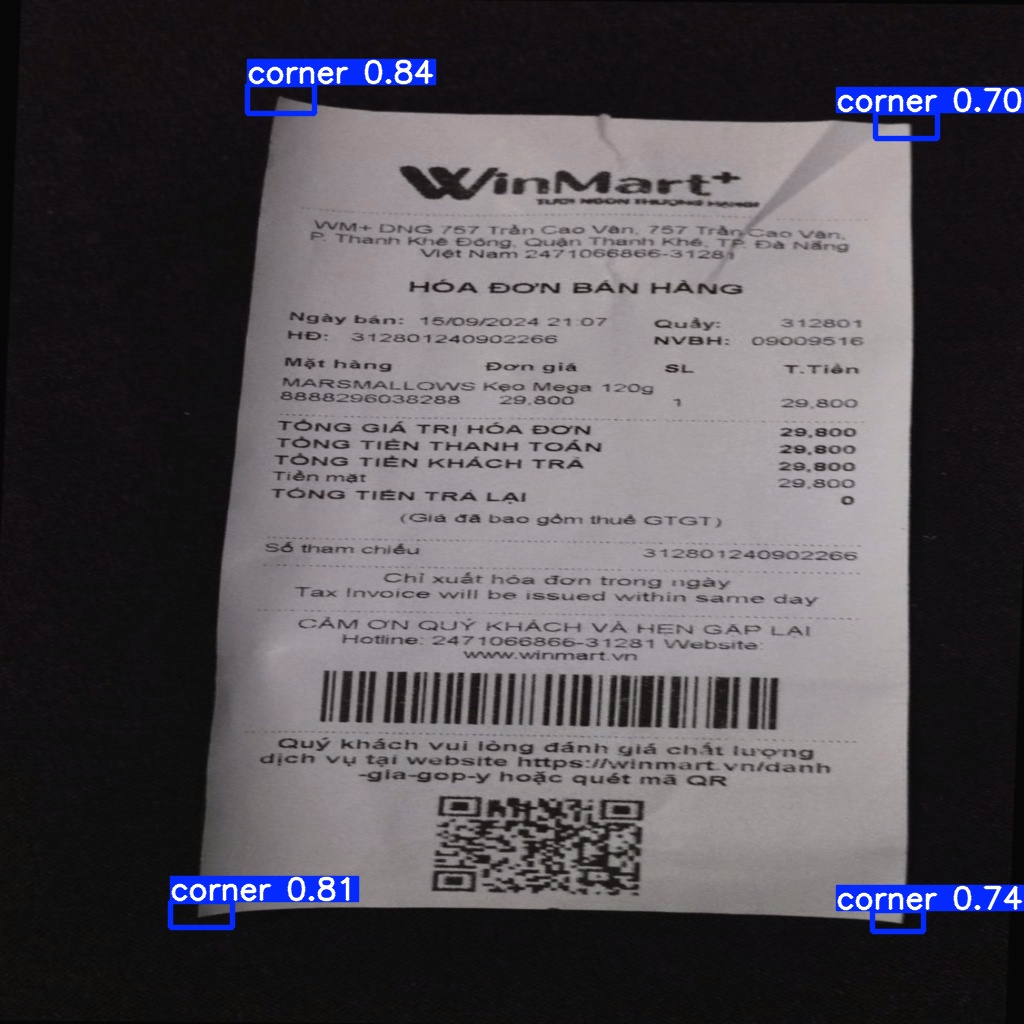 corner 0.84
corner 0.70
WinMart+
TƯƠI NGON THƯỢNG HẠNG
WM+ DNG 757 Trần Cao Vân, 757 Trần Cao Vân,
P. Thanh Khê Đông, Quận Thanh Khê, TP. Đà Nẵng
Việt Nam 2471066866-31281
HÓA ĐƠN BÁN HÀNG
Ngày bán: 15/09/2024 21:07 Quầy: 312801
HĐ: 312801240902266 NVBH: 09009516
Mặt hàng Đơn giá SL T.Tiền
MARSMALLOWS Kẹo Mega 120g
8888296038288 29,800 1 29,800
TỔNG GIÁ TRỊ HÓA ĐƠN 29,800
TỔNG TIỀN THANH TOÁN 29,800
TỔNG TIỀN KHÁCH TRẢ 29,800
Tiền mặt 29,800
TỔNG TIỀN TRẢ LẠI 0
(Giá đã bao gồm thuế GTGT)
Số tham chiếu 312801240902266
Chỉ xuất hóa đơn trong ngày
Tax Invoice will be issued within same day
CẢM ƠN QUÝ KHÁCH VÀ HẸN GẶP LẠI
Hotline: 2471066866-31281 Website:
www.winmart.vn
Quý khách vui lòng đánh giá chất lượng
dịch vụ tại website https://winmart.vn/danh
-gia-gop-y hoặc quét mã QR
corner 0.81
corner 0.74